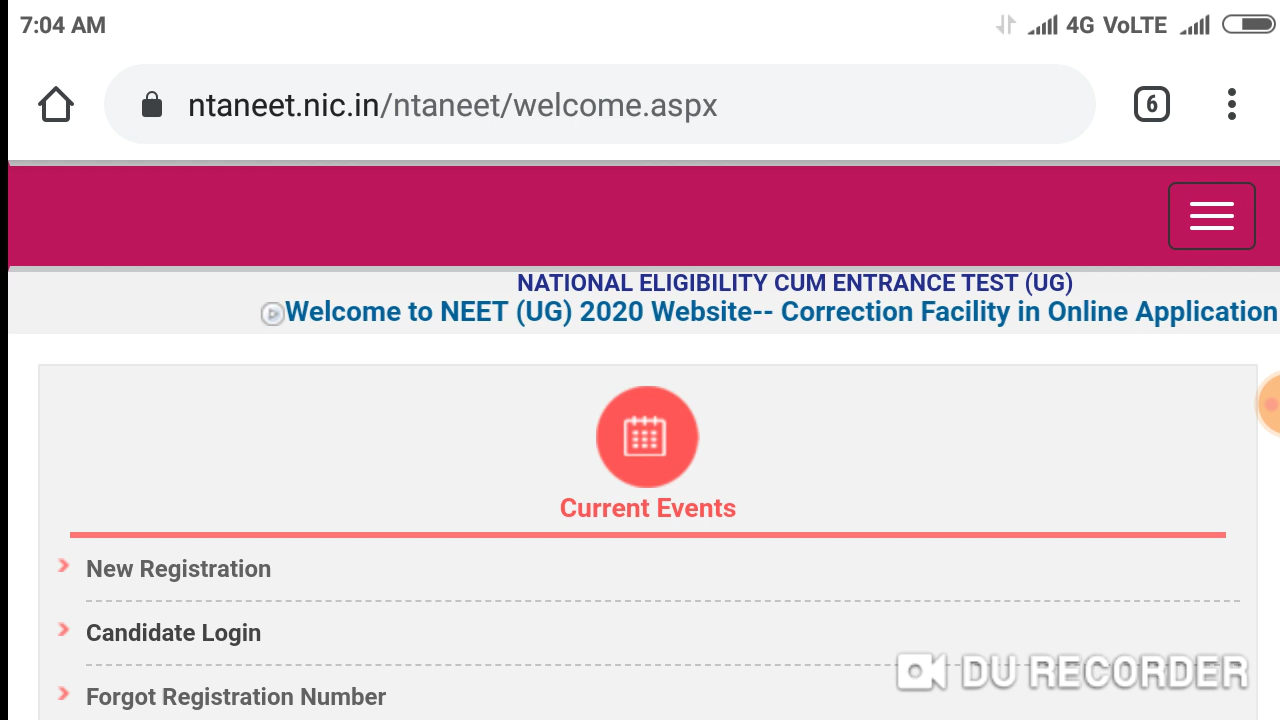 7:04 AM
4G VoLTE
ntaneet.nic.in/ntaneet/welcome.aspx
6
NATIONAL ELIGIBILITY CUM ENTRANCE TEST (UG)
Welcome to NEET (UG) 2020 Website-- Correction Facility in Online Application
Current Events
New Registration
Candidate Login
Forgot Registration Number
DU RECORDER